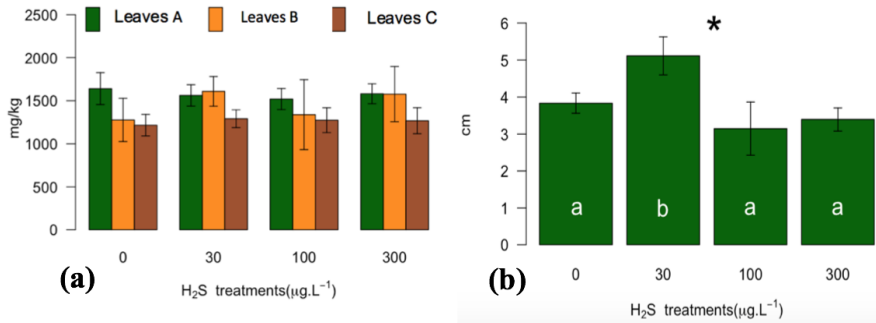 Leaves A Leaves B Leaves C
mg/kg
2500
2000
1500
1000
500
0
0 30 100 300
(a)
H₂S treatments(μg.L⁻¹)
*
cm
6
5
4
3
2
1
0
a b a a
0 30 100 300
(b)
H₂S treatments(μg.L⁻¹)